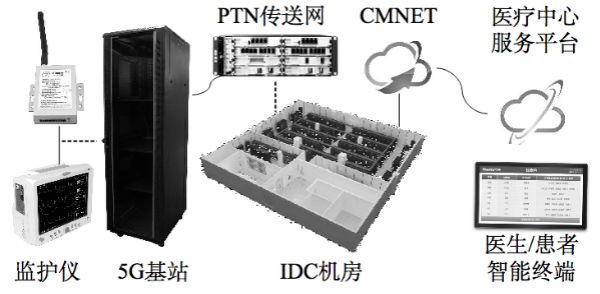 PTN传送网
CMNET
医疗中心
服务平台
监护仪
5G基站
IDC机房
医生/患者
智能终端